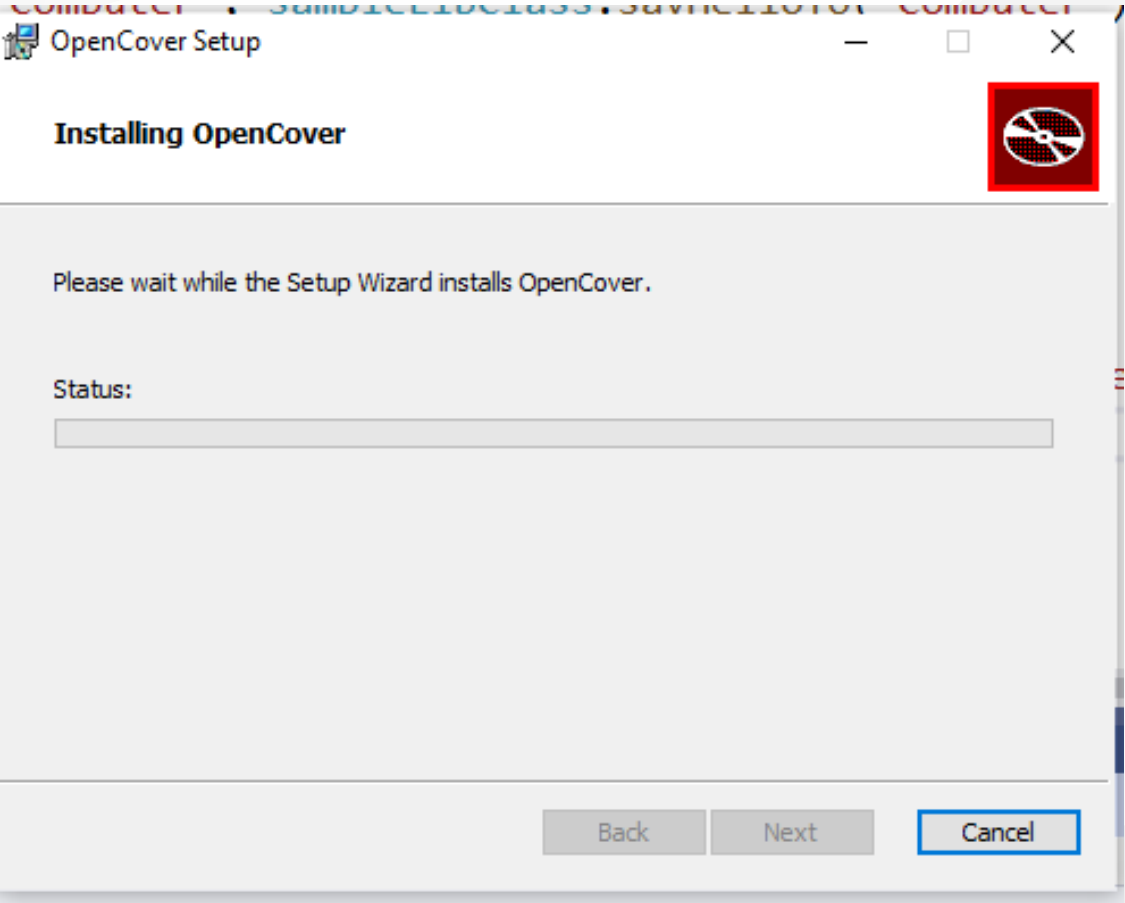 OpenCover Setup
Installing OpenCover
Please wait while the Setup Wizard installs OpenCover.
Status:
Back
Next
Cancel